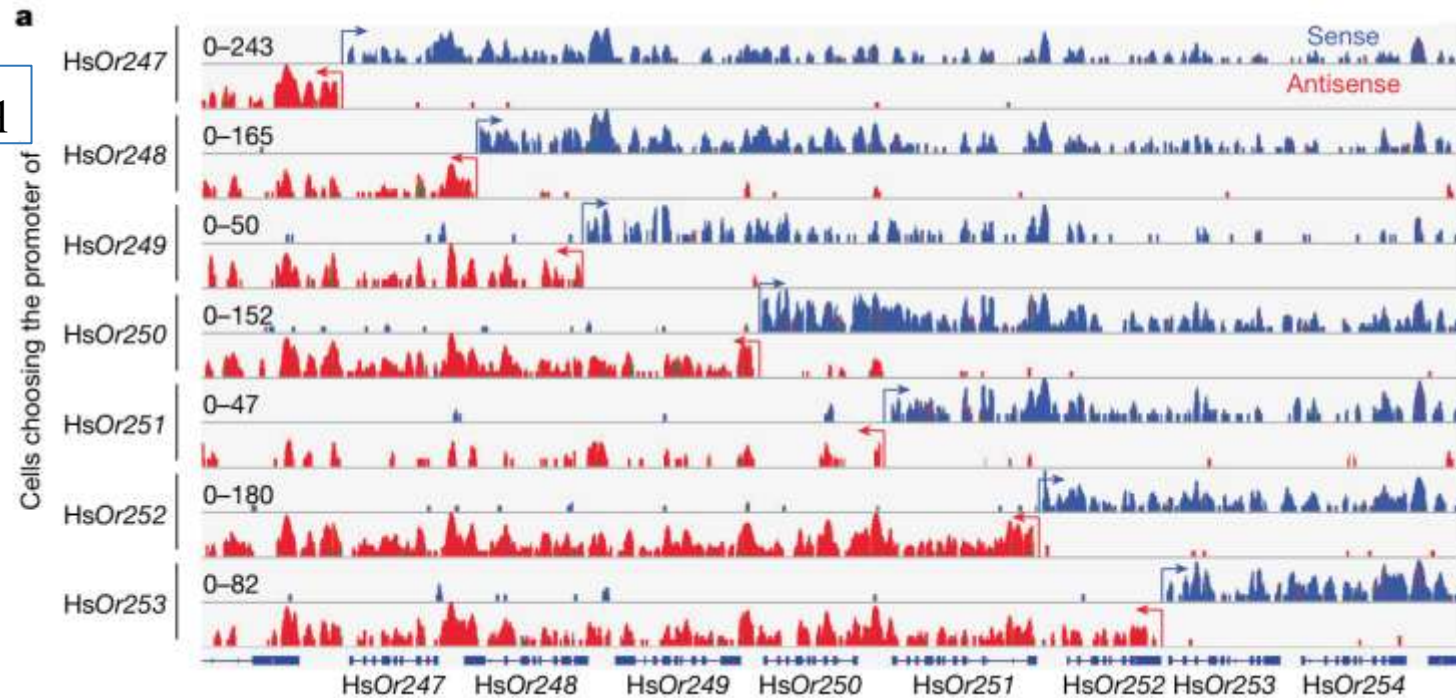 a
1
Cells choosing the promoter of
Sense
Antisense
HsOr247
0–243
HsOr248
0–165
HsOr249
0–50
HsOr250
0–152
HsOr251
0–47
HsOr252
0–180
HsOr253
0–82
HsOr247 HsOr248 HsOr249 HsOr250 HsOr251 HsOr252 HsOr253 HsOr254